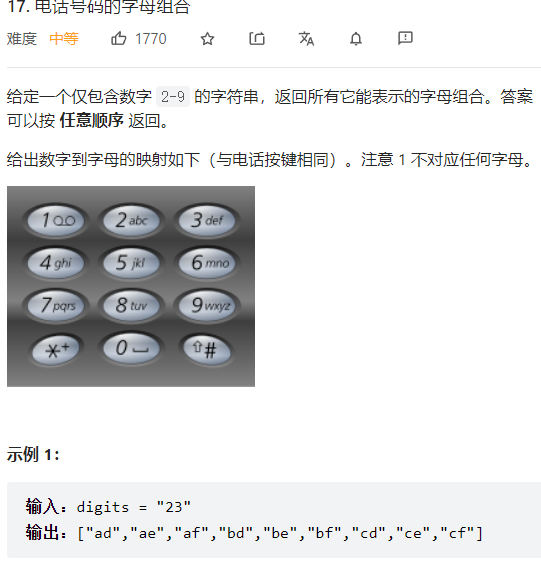 17. 电话号码的字母组合
难度 中等 1770
给定一个仅包含数字 2-9 的字符串，返回所有它能表示的字母组合。答案
可以按 任意顺序 返回。
给出数字到字母的映射如下（与电话按键相同）。注意 1 不对应任何字母。
1 2 abc 3 def
4 ghi 5 jkl 6 mno
7 pqrs 8 tuv 9 wxyz
* + 0 #
示例 1：
输入：digits = "23"
输出：["ad","ae","af","bd","be","bf","cd","ce","cf"]